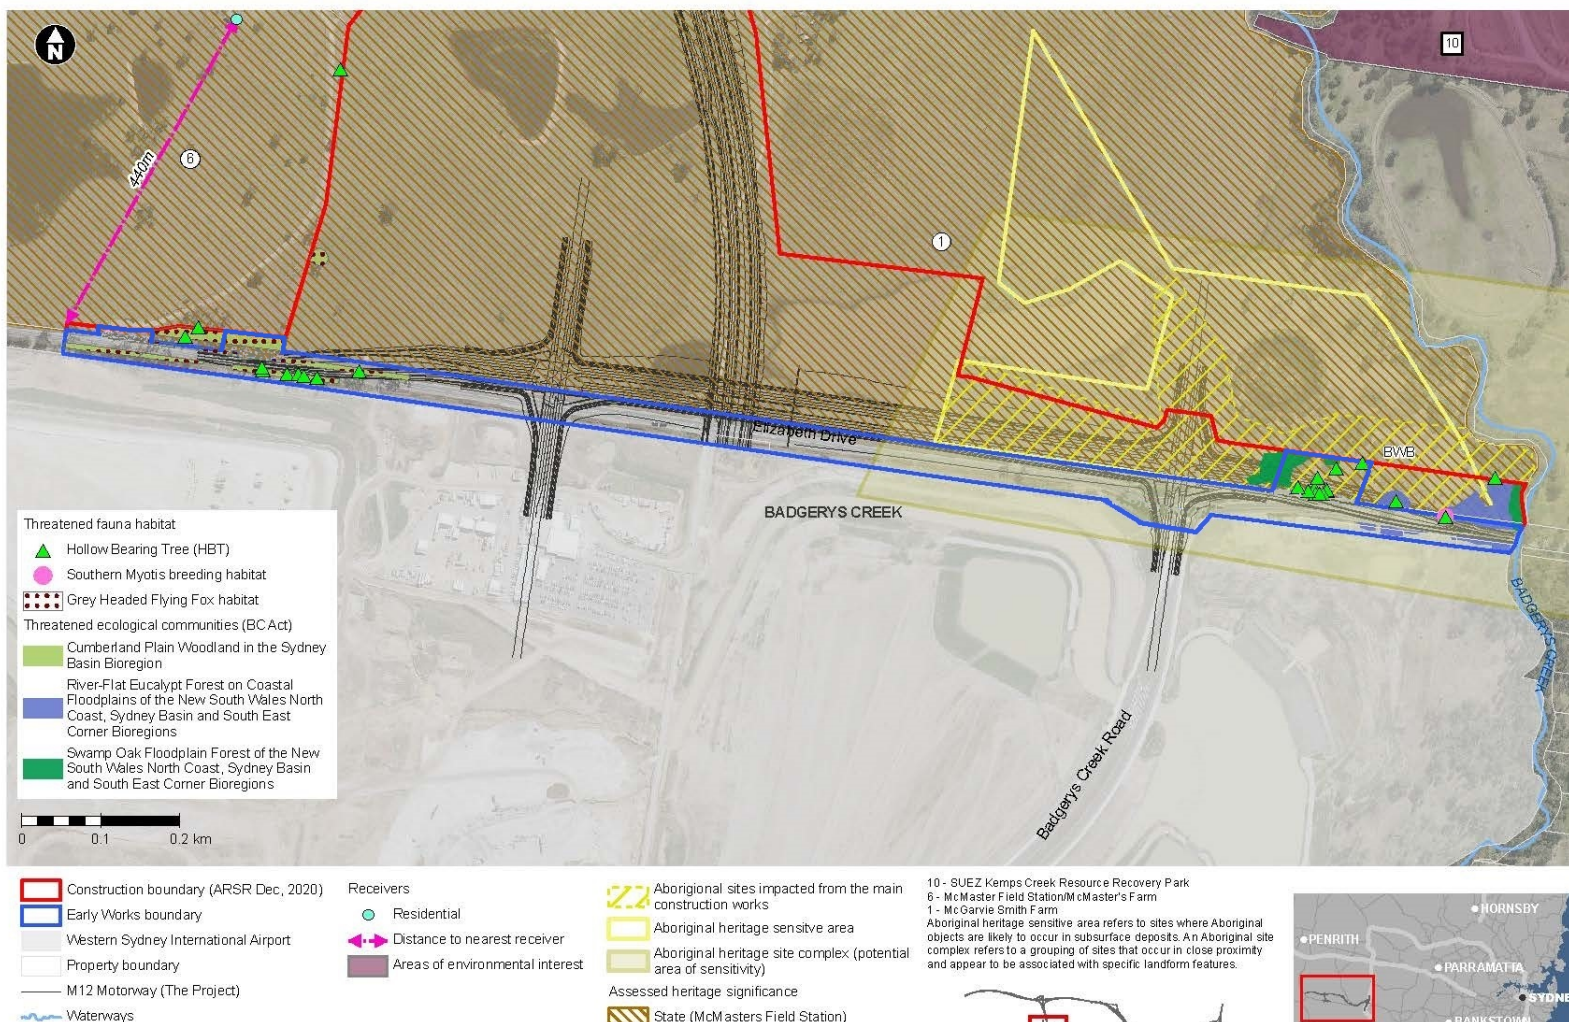 N
10
440m
6
1
Elizabeth Drive
BWB
BADGERYS CREEK
BADGERYS CREEK
Badgerys Creek Road
Threatened fauna habitat
Hollow Bearing Tree (HBT)
Southern Myotis breeding habitat
Grey Headed Flying Fox habitat
Threatened ecological communities (BC Act)
Cumberland Plain Woodland in the Sydney
Basin Bioregion
River-Flat Eucalypt Forest on Coastal
Floodplains of the New South Wales North
Coast, Sydney Basin and South East
Corner Bioregions
Swamp Oak Floodplain Forest of the New
South Wales North Coast, Sydney Basin
and South East Corner Bioregions
0 0.1 0.2 km
Construction boundary (ARSR Dec, 2020)
Early Works boundary
Western Sydney International Airport
Property boundary
M12 Motorway (The Project)
Waterways
Receivers
Residential
Distance to nearest receiver
Areas of environmental interest
Aborigional sites impacted from the main
construction works
Aboriginal heritage sensitve area
Aboriginal heritage site complex (potential
area of sensitivity)
Assessed heritage significance
State (McMasters Field Station)
10 - SUEZ Kemps Creek Resource Recovery Park
6 - McMaster Field Station/McMaster's Farm
1 - McGarvie Smith Farm
Aboriginal heritage sensitive area refers to sites where Aboriginal
objects are likely to occur in subsurface deposits. An Aboriginal site
complex refers to a grouping of sites that occur in close proximity
and appear to be associated with specific landform features.
HORNSBY
PENRITH
PARRAMATTA
SYDNE
BANKSTOWN